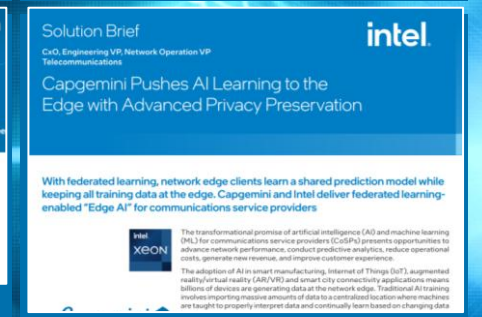 Solution Brief
intel.
CxO, Engineering VP, Network Operation VP
Telecommunications
Capgemini Pushes AI Learning to the
Edge with Advanced Privacy Preservation
With federated learning, network edge clients learn a shared prediction model while
keeping all training data at the edge. Capgemini and Intel deliver federated learning-
enabled "Edge AI" for communications service providers
intel
XEON
The transformational promise of artificial intelligence (AI) and machine learning
(ML) for communications service providers (CoSPs) presents opportunities to
advance network performance, conduct predictive analytics, reduce operational
costs, generate new revenue, and improve customer experience.
The adoption of AI in smart manufacturing, Internet of Things (IoT), augmented
reality/virtual reality (AR/VR) and smart city connectivity applications means
billions of devices are generating data at the network edge. Traditional AI training
involves importing massive amounts of data to a centralized location where machines
are taught to properly interpret data and continually learn based on changing data